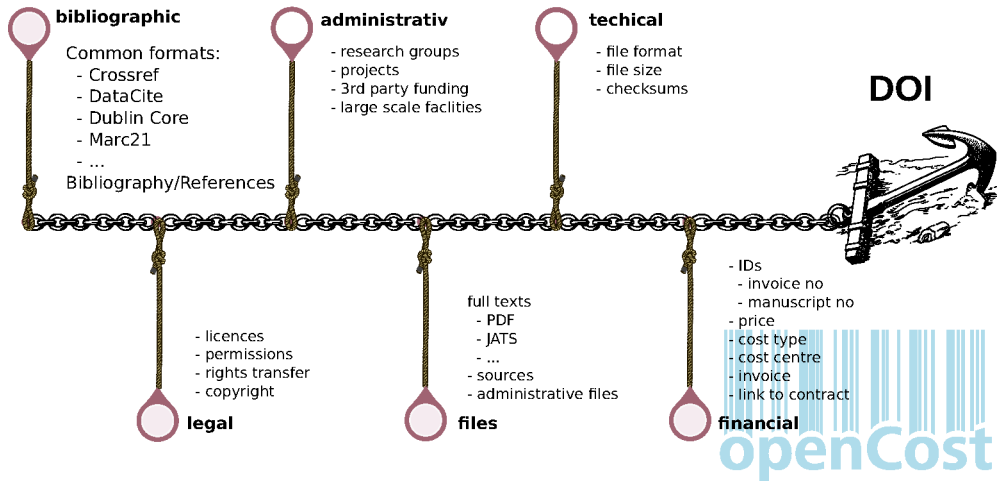 bibliographic
Common formats:
- Crossref
- DataCite
- Dublin Core
- Marc21
- ...
Bibliography/References
administrativ
- research groups
- projects
- 3rd party funding
- large scale faclities
techical
- file format
- file size
- checksums
DOI
- licences
- permissions
- rights transfer
- copyright
legal
full texts
- PDF
- JATS
- ...
- sources
- administrative files
files
- IDs
- invoice no
- manuscript no
- price
- cost type
- cost centre
- invoice
- link to contract
financial
openCost